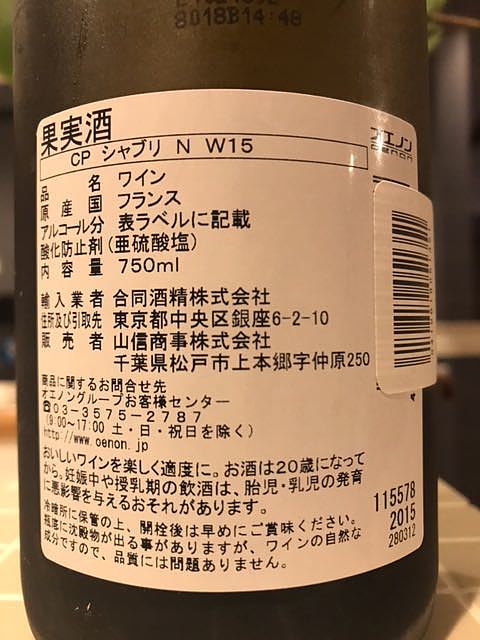 8018B14:48
果実酒
オエノン
oenon
CP シャブリ N W15
品名 ワイン
原産国 フランス
アルコール分 表ラベルに記載
酸化防止剤(亜硫酸塩)
内容量 750ml
輸入業者 合同酒精株式会社
住所及び引取先 東京都中央区銀座6-2-10
販売者 山信商事株式会社
千葉県松戸市上本郷字仲原250
商品に関するお問合せ先
オエノングループお客様センター
☎03-3575-2787
(9:00~17:00 土・日・祝日を除く)
http://www.oenon.jp
おいしいワインを楽しく適度に。お酒は20歳になって
から。妊娠中や授乳期の飲酒は、胎児・乳児の発育
に悪影響を与えるおそれがあります。
冷暗所に保管の上、開栓後は早めにご賞味ください。
瓶底に沈殿物が出る事がありますが、ワインの自然な
成分ですので、品質には問題ありません。
115578
2015
280312